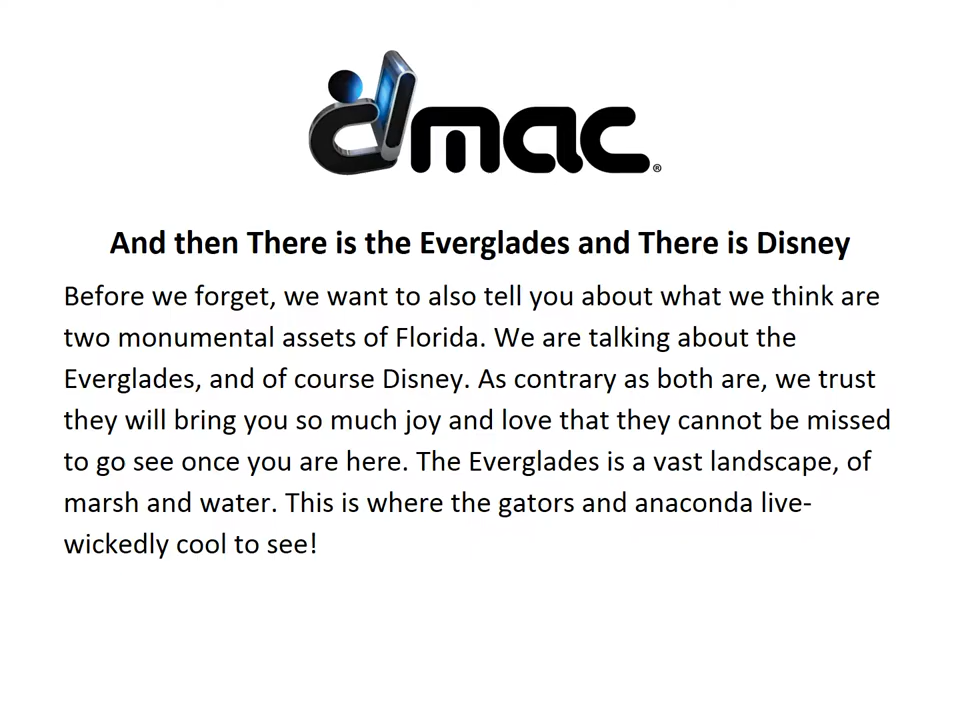 dmac®
And then There is the Everglades and There is Disney
Before we forget, we want to also tell you about what we think are
two monumental assets of Florida. We are talking about the
Everglades, and of course Disney. As contrary as both are, we trust
they will bring you so much joy and love that they cannot be missed
to go see once you are here. The Everglades is a vast landscape, of
marsh and water. This is where the gators and anaconda live-
wickedly cool to see!